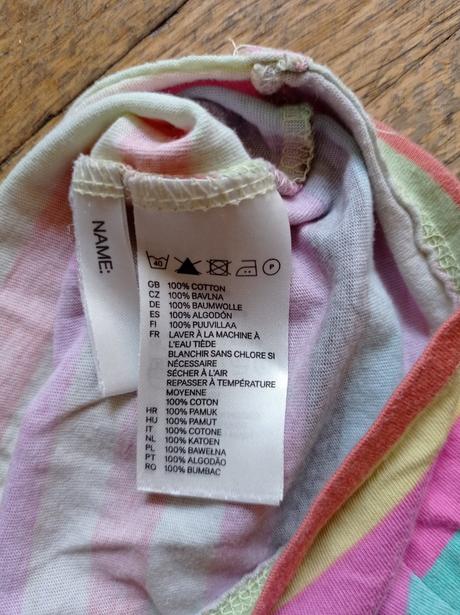 NAME:
40 P
GB 100% COTTON
CZ 100% BAVLNA
DE 100% BAUMWOLLE
ES 100% ALGODÓN
FI 100% PUUVILLAA
FR LAVER À LA MACHINE À
L'EAU TIÈDE
BLANCHIR SANS CHLORE SI
NÉCESSAIRE
SÉCHER À L'AIR
REPASSER À TEMPÉRATURE
MOYENNE
100% COTON
HR 100% PAMUK
HU 100% PAMUT
IT 100% COTONE
NL 100% KATOEN
PL 100% BAWEŁNA
PT 100% ALGODÃO
RO 100% BUMBAC